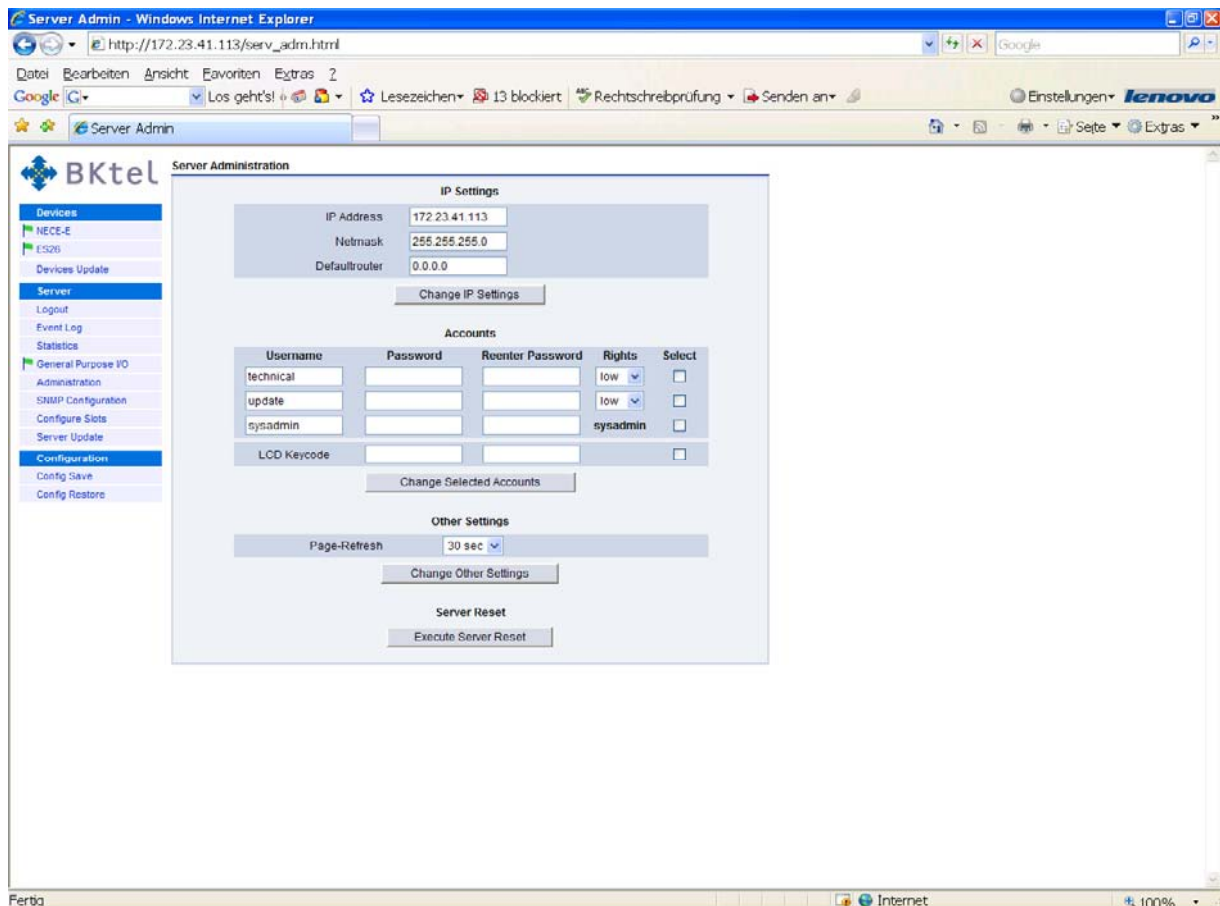 Server Admin - Windows Internet Explorer
http://172.23.41.113/serv_adm.html
Google
Datei Bearbeiten Ansicht Favoriten Extras ?
Google G Los geht's! Lesezeichen 13 blockiert ABC Rechtschreibprüfung Senden an Einstellungen lenovo
Server Admin Seite Extras »
BKtel
Devices
NECE-E
ES26
Devices Update
Server
Logout
Event Log
Statistics
General Purpose I/O
Administration
SNMP Configuration
Configure Slots
Server Update
Configuration
Config Save
Config Restore
Server Administration
IP Settings
IP Address 172.23.41.113
Netmask 255.255.255.0
Defaultrouter 0.0.0.0
Change IP Settings
Accounts
Username Password Reenter Password Rights Select
technical low
update low
sysadmin sysadmin
LCD Keycode
Change Selected Accounts
Other Settings
Page-Refresh 30 sec
Change Other Settings
Server Reset
Execute Server Reset
Fertig Internet 100%